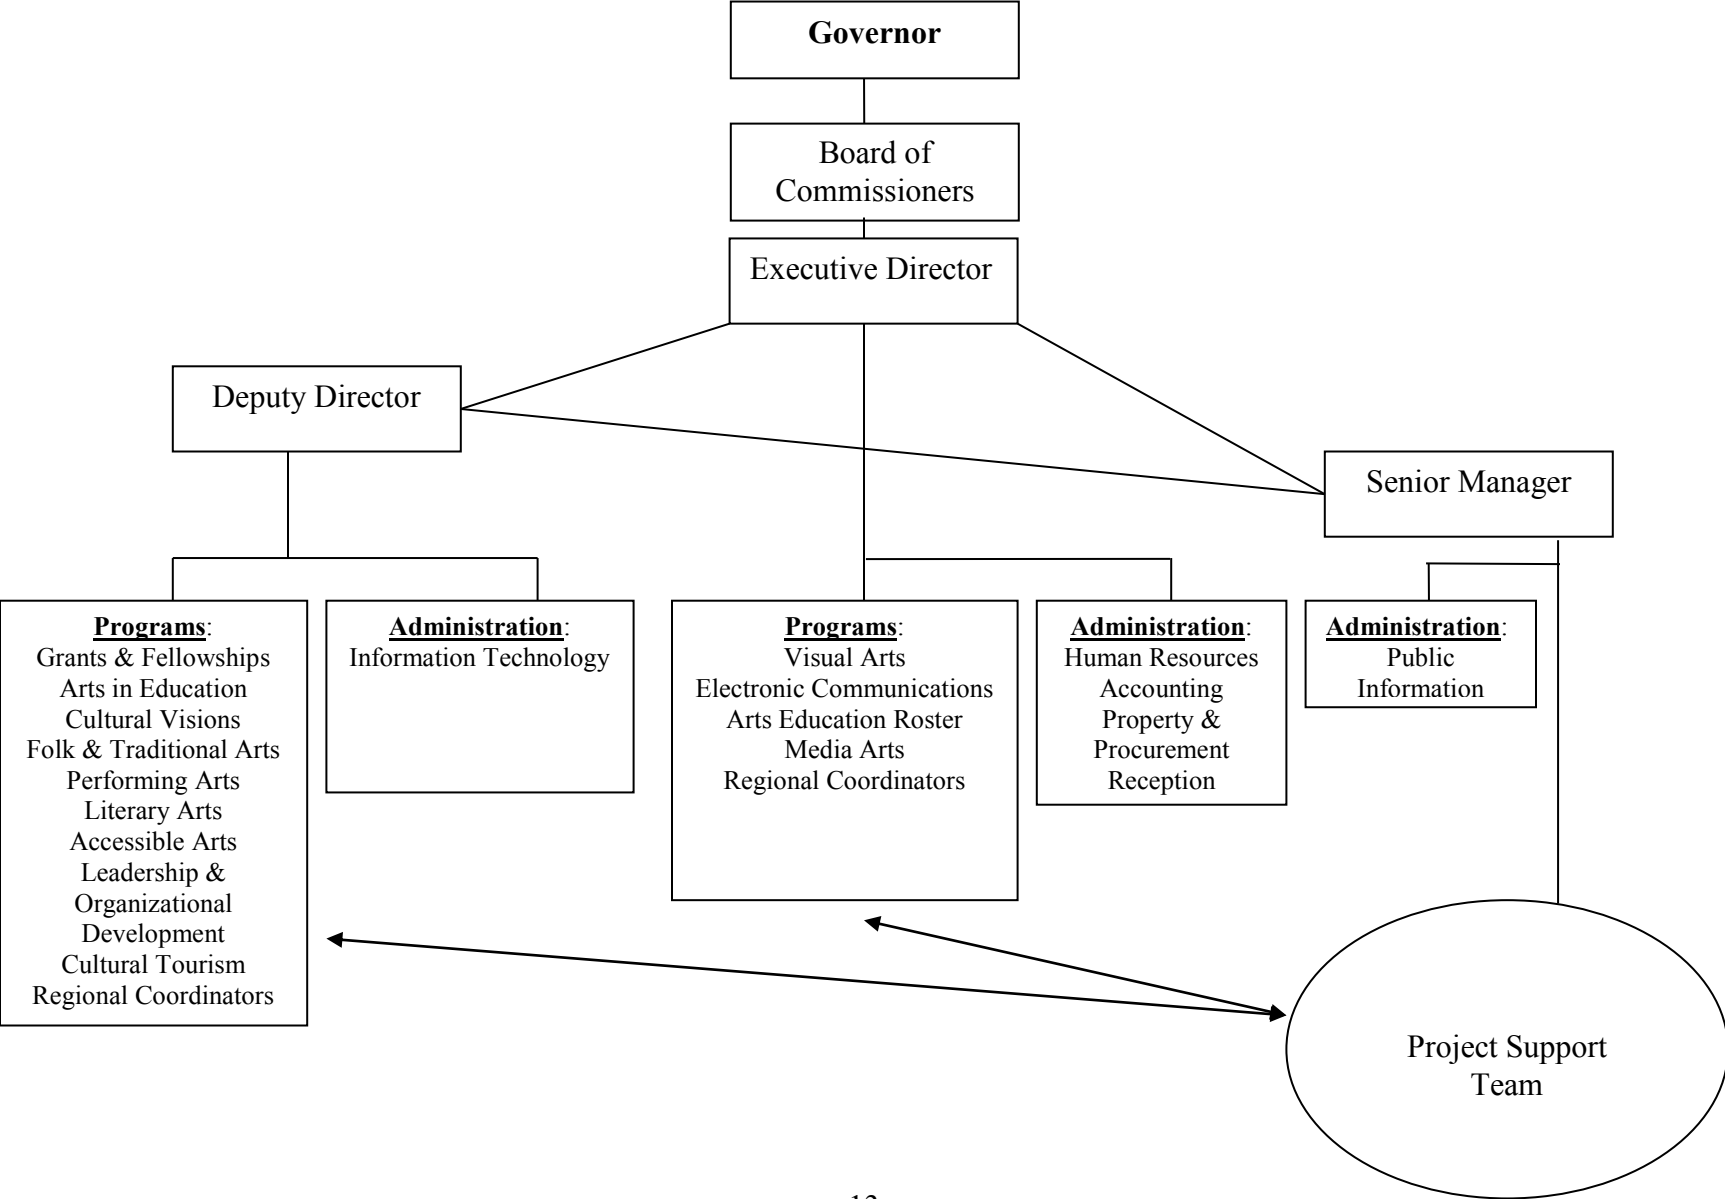 Governor
Board of
Commissioners
Executive Director
Deputy Director
Senior Manager
Programs:
Grants & Fellowships
Arts in Education
Cultural Visions
Folk & Traditional Arts
Performing Arts
Literary Arts
Accessible Arts
Leadership &
Organizational
Development
Cultural Tourism
Regional Coordinators
Administration:
Information Technology
Programs:
Visual Arts
Electronic Communications
Arts Education Roster
Media Arts
Regional Coordinators
Administration:
Human Resources
Accounting
Property &
Procurement
Reception
Administration:
Public
Information
Project Support
Team